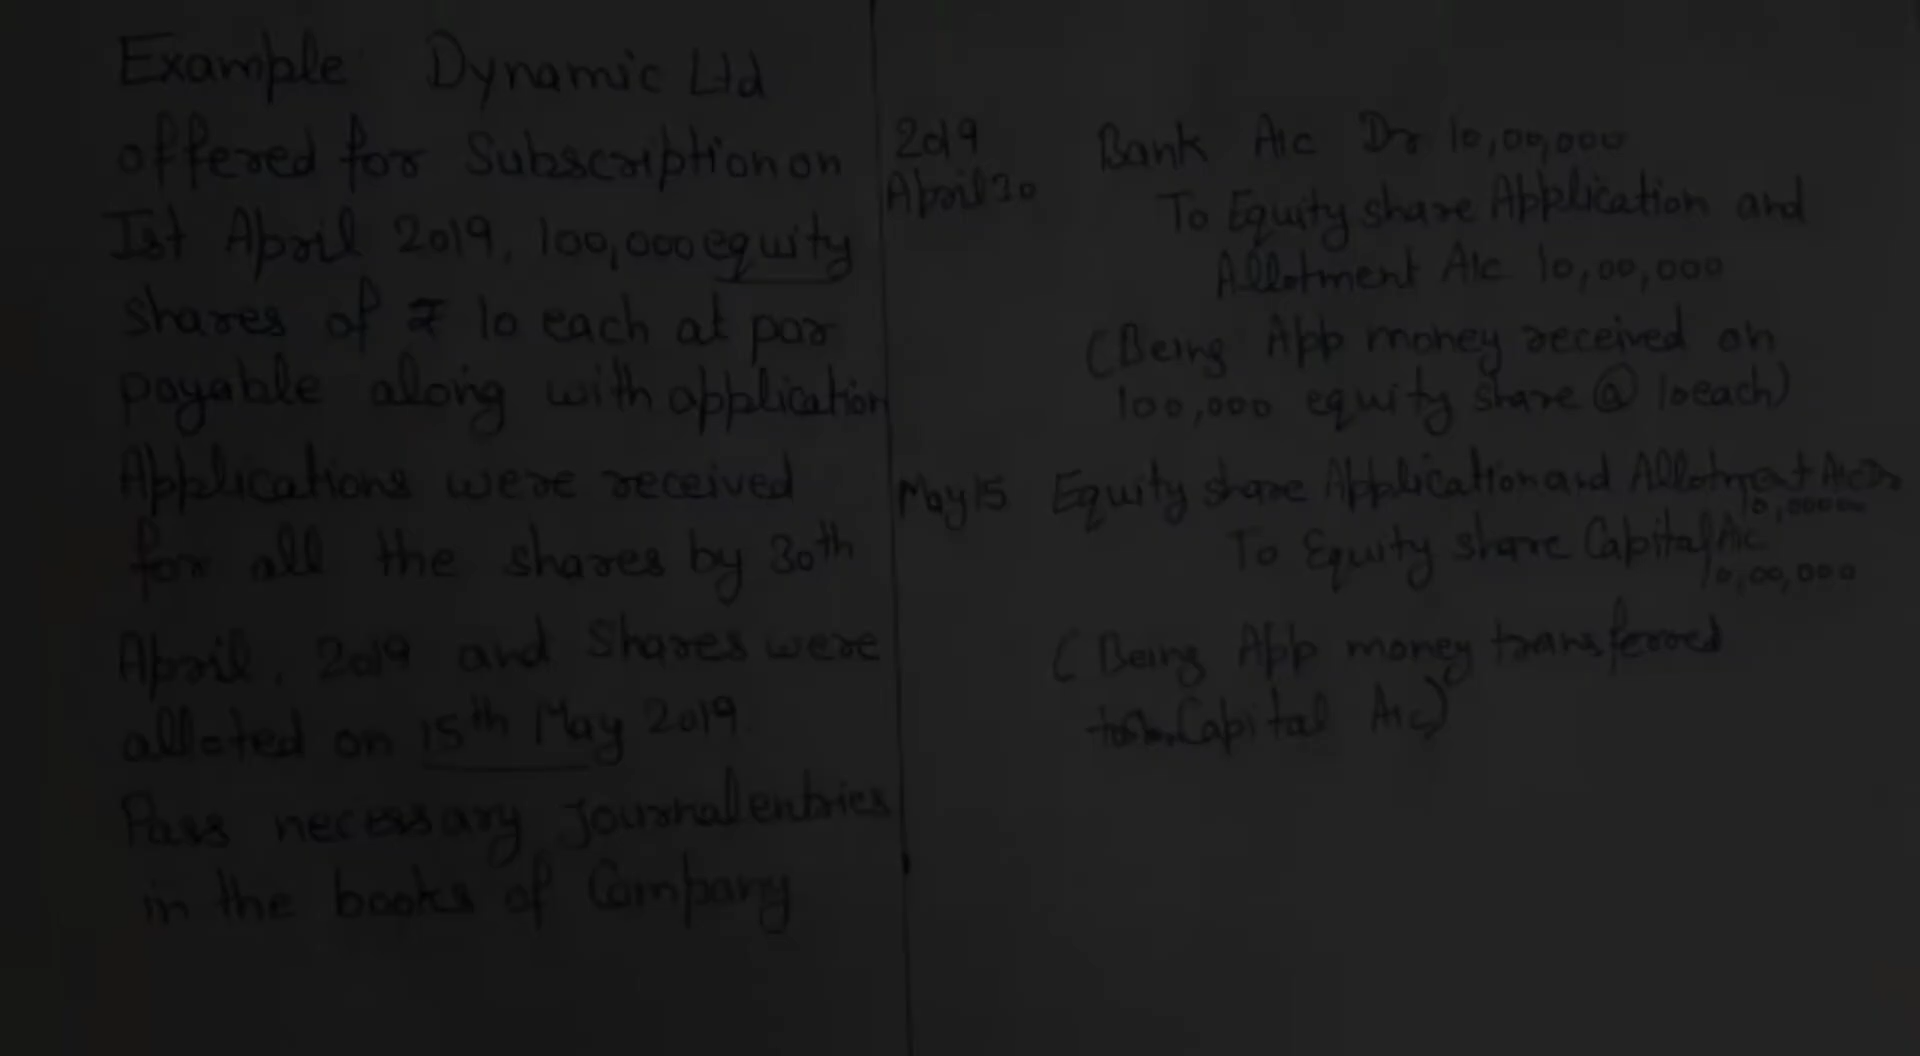 Example Dynamic Ltd
offered for Subscription on
Ist April 2019, 100,000 equity
shares of ₹ 10 each at par
payable along with application
Applications were received
for all the shares by 30th
April, 2019 and Shares were
alloted on 15th May 2019
Pass necessary journal entries
in the books of Company
2019
April 30
Bank A/c Dr 10,00,000
To Equity share Application and
Allotment A/c 10,00,000
(Being App money received on
100,000 equity share @ 10 each)
May 15 Equity share Application and Allotment A/c Dr
To Equity share Capital A/c
10,00,000
(Being App money transferred
Capital A/c)